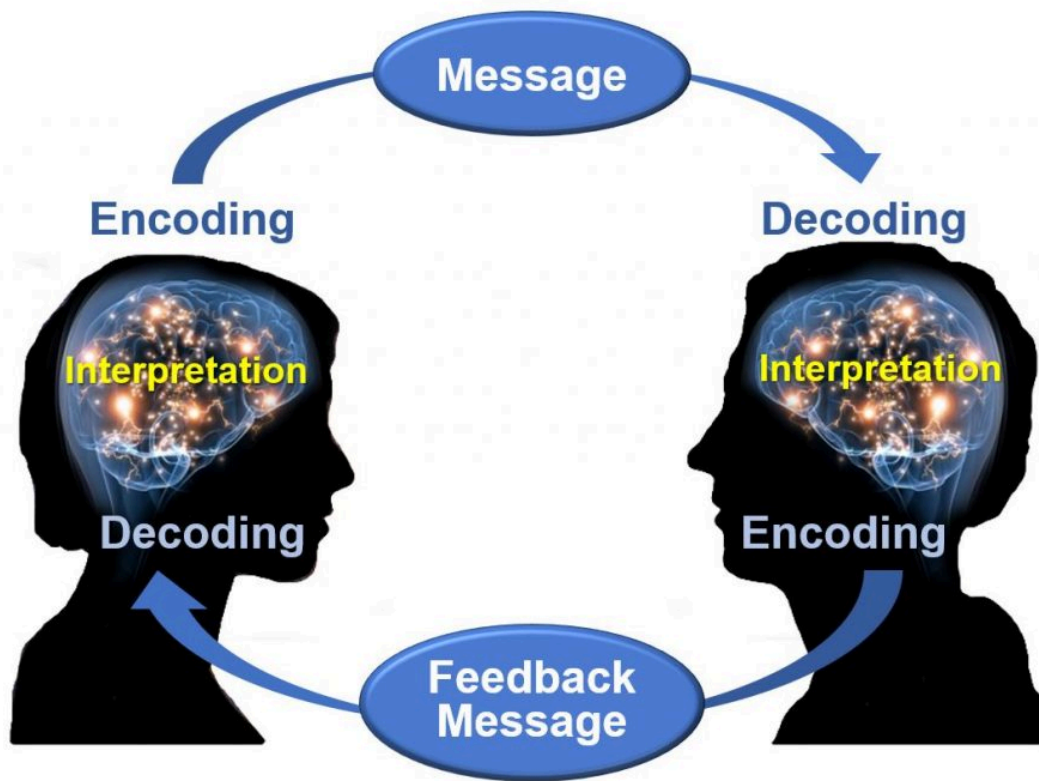 Message
Encoding
Decoding
Interpretation
Interpretation
Decoding
Encoding
Feedback
Message